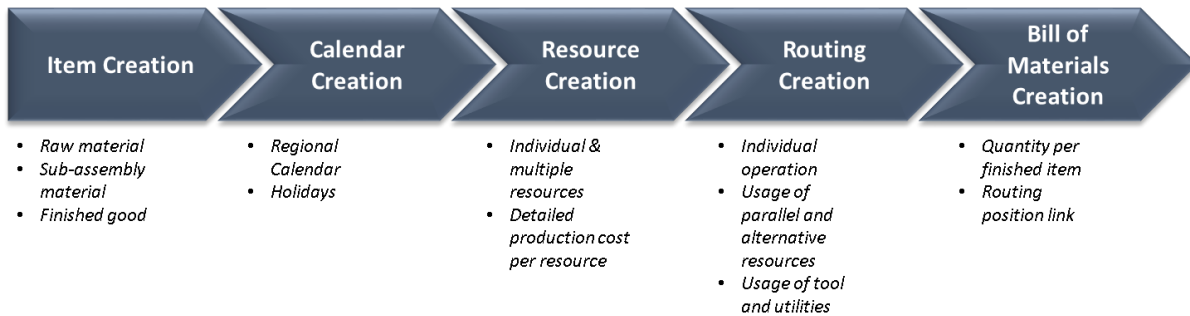 Item Creation
Calendar
Creation
Resource
Creation
Routing
Creation
Bill of
Materials
Creation
• Raw material
• Sub-assembly
material
• Finished good
• Regional
Calendar
• Holidays
• Individual &
multiple
resources
• Detailed
production cost
per resource
• Individual
operation
• Usage of
parallel and
alternative
resources
• Usage of tool
and utilities
• Quantity per
finished item
• Routing
position link